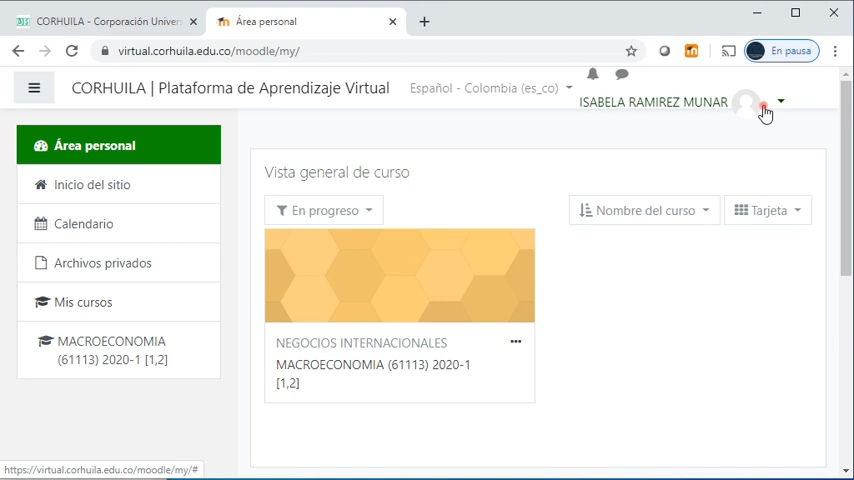 CORHUILA - Corporación Univers
Área personal
virtual.corhuila.edu.co/moodle/my/
En pausa
CORHUILA | Plataforma de Aprendizaje Virtual
Español - Colombia (es_co)
ISABELA RAMIREZ MUNAR
Área personal
Inicio del sitio
Calendario
Archivos privados
Mis cursos
MACROECONOMIA
(61113) 2020-1 [1,2]
Vista general de curso
En progreso
Nombre del curso
Tarjeta
NEGOCIOS INTERNACIONALES
MACROECONOMIA (61113) 2020-1
[1,2]
https://virtual.corhuila.edu.co/moodle/my/#